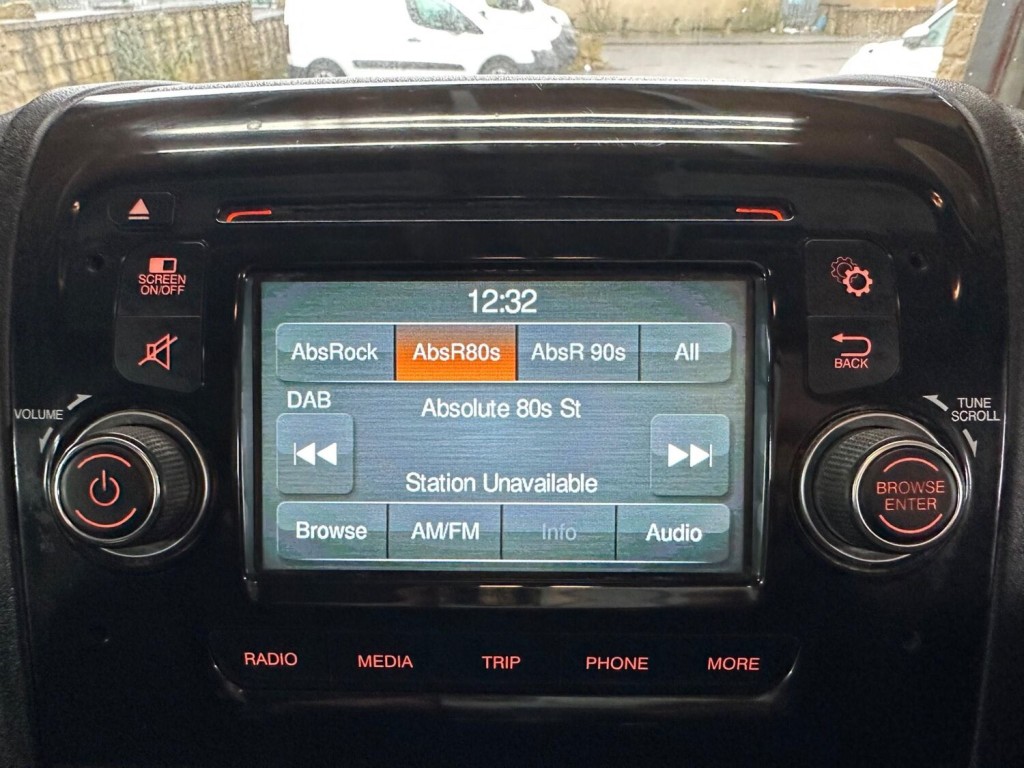 SCREEN
ON/OFF
VOLUME
12:32
AbsRock AbsR80s AbsR 90s All
DAB
Absolute 80s St
Station Unavailable
Browse AM/FM Info Audio
BACK
TUNE
SCROLL
BROWSE
ENTER
RADIO MEDIA TRIP PHONE MORE